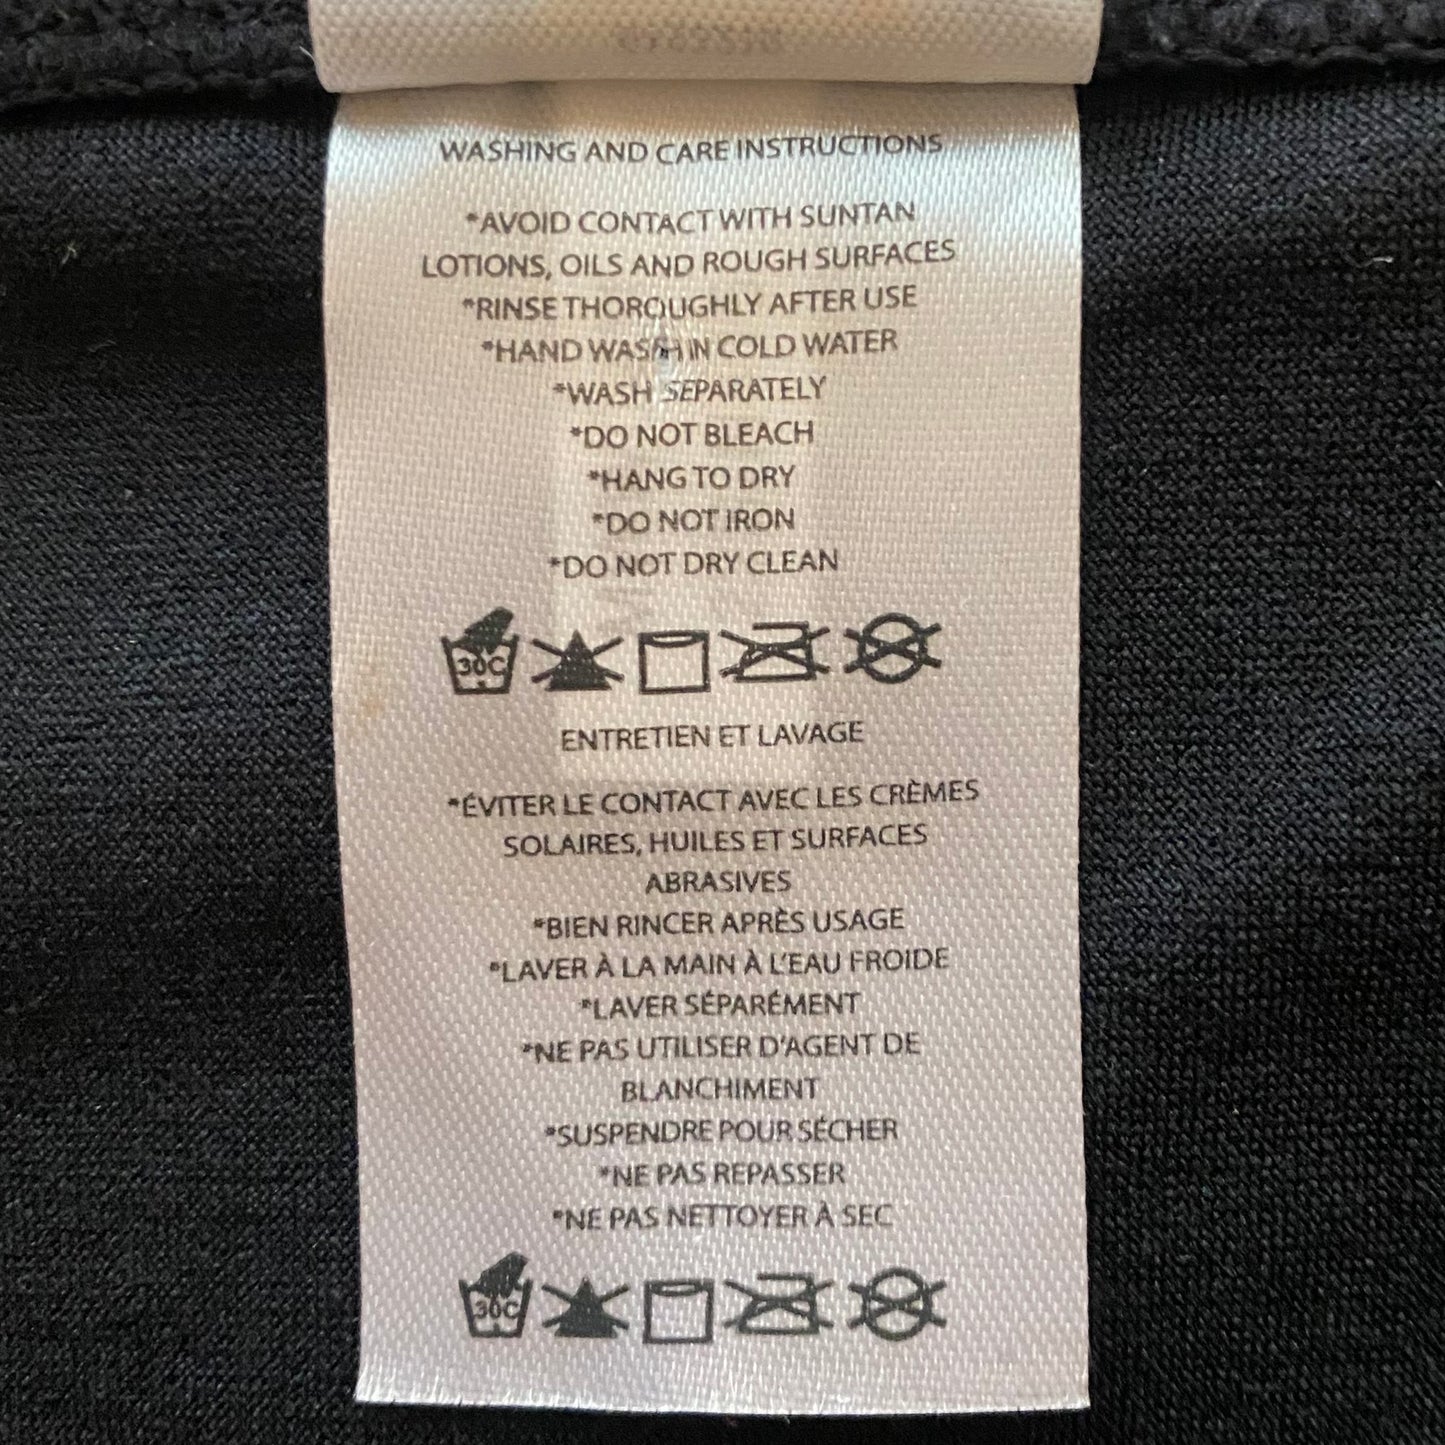 WASHING AND CARE INSTRUCTIONS
*AVOID CONTACT WITH SUNTAN
LOTIONS, OILS AND ROUGH SURFACES
*RINSE THOROUGHLY AFTER USE
*HAND WASH IN COLD WATER
*WASH SEPARATELY
*DO NOT BLEACH
*HANG TO DRY
*DO NOT IRON
*DO NOT DRY CLEAN
30C
ENTRETIEN ET LAVAGE
*ÉVITER LE CONTACT AVEC LES CRÈMES
SOLAIRES, HUILES ET SURFACES
ABRASIVES
*BIEN RINCER APRÈS USAGE
*LAVER À LA MAIN À L'EAU FROIDE
*LAVER SÉPARÉMENT
*NE PAS UTILISER D'AGENT DE
BLANCHIMENT
*SUSPENDRE POUR SÉCHER
*NE PAS REPASSER
*NE PAS NETTOYER À SEC
30C